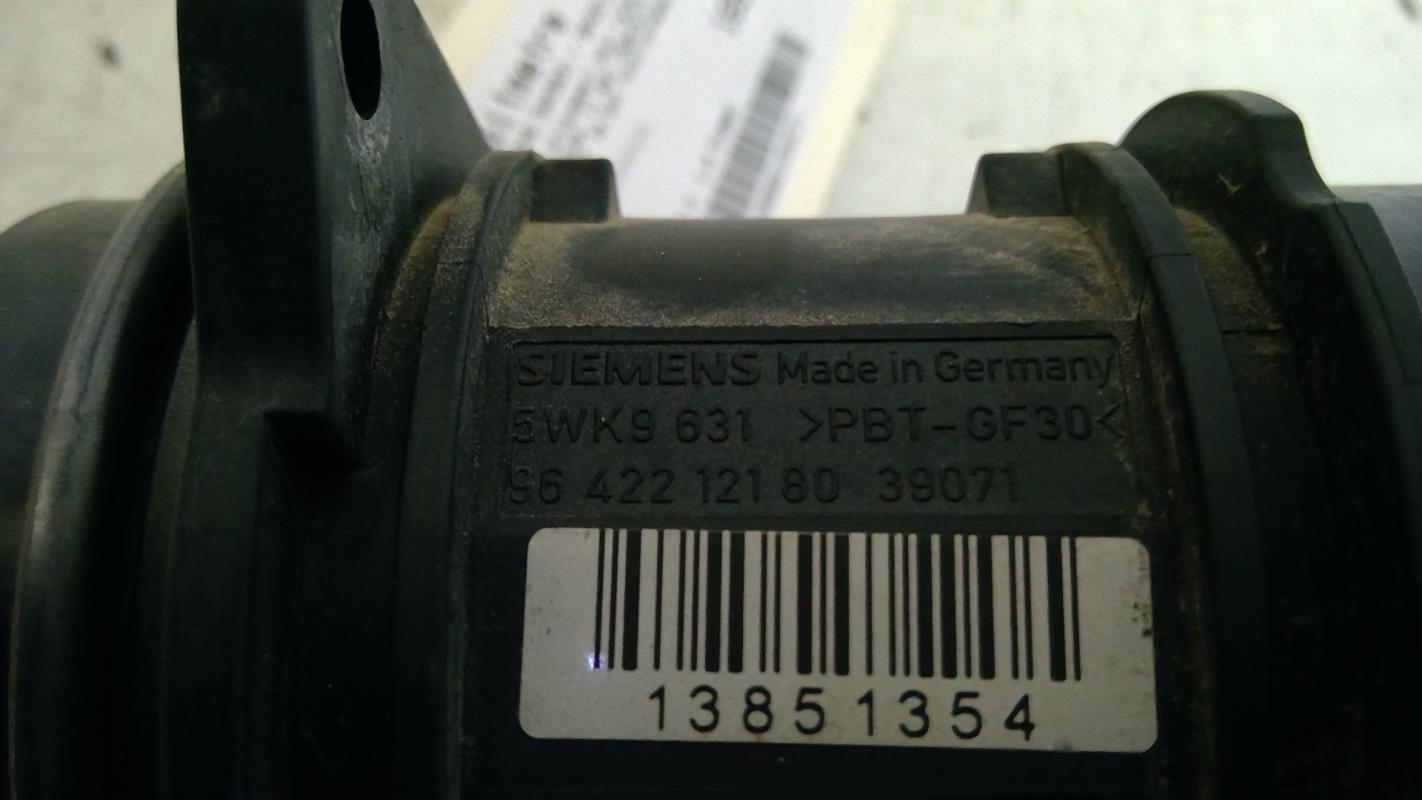 SIEMENS Made in Germany
5WK9 631 >PBT-GF30<
96 422 121 80 39071
13851354